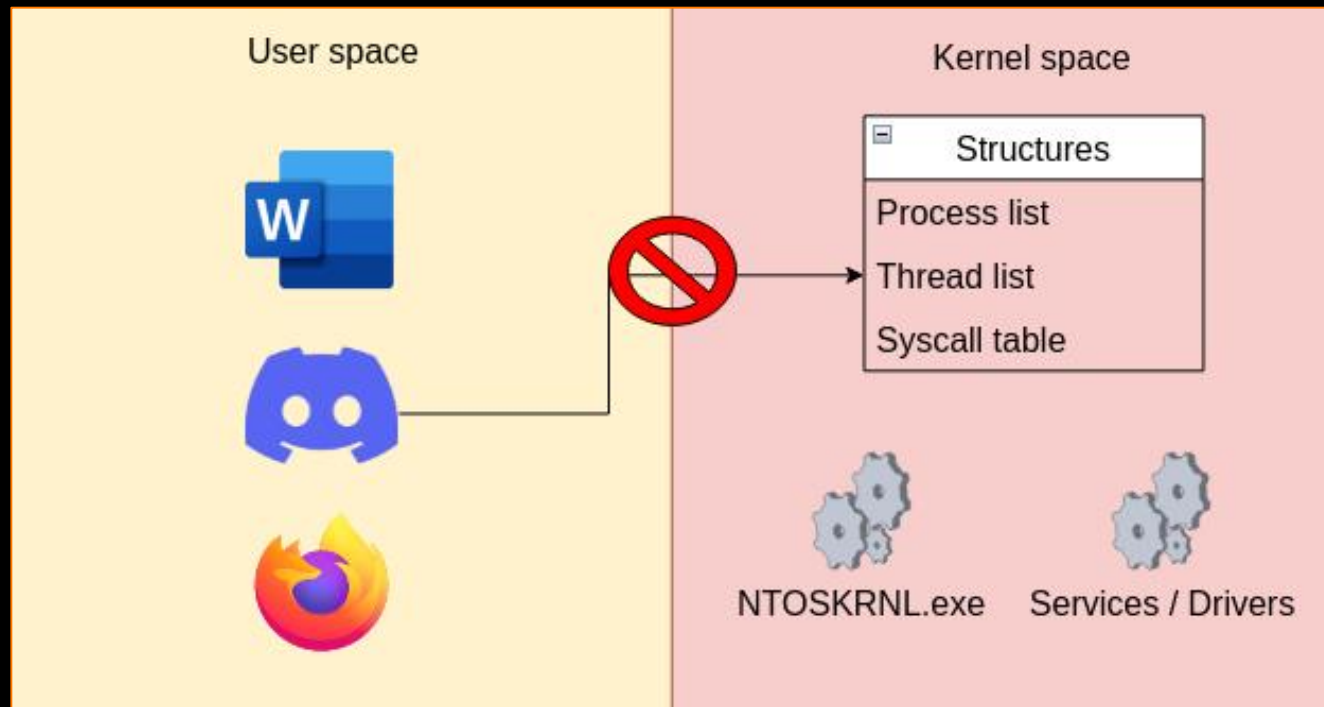 User space
Kernel space
W
Structures
Process list
Thread list
Syscall table
NTOSKRNL.exe
Services / Drivers